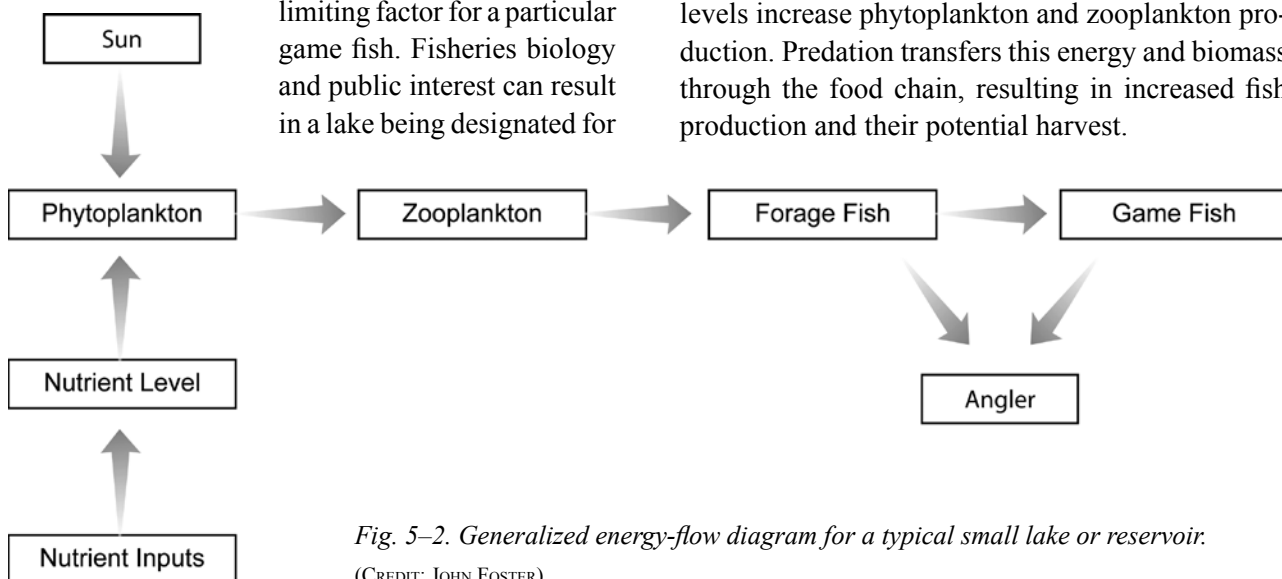 limiting factor for a particular
game fish. Fisheries biology
and public interest can result
in a lake being designated for
levels increase phytoplankton and zooplankton pro-
duction. Predation transfers this energy and biomass
through the food chain, resulting in increased fish
production and their potential harvest.
Sun
Phytoplankton
Zooplankton
Forage Fish
Game Fish
Nutrient Level
Angler
Nutrient Inputs
Fig. 5–2. Generalized energy-flow diagram for a typical small lake or reservoir.
(Credit: John Foster)